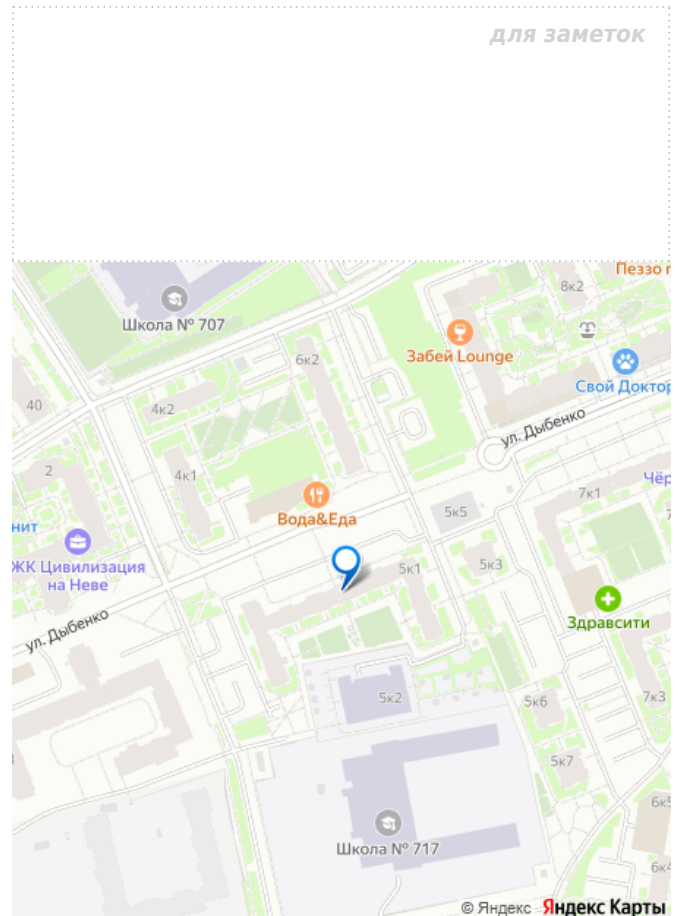 для заметок
Пеззо
8к2
Школа № 707
Забей Lounge
6к2
Свой Доктор
40
4к2
ул. Дыбенко
2
4к1
Вода&Еда
5к5
7к1
Чёр
нит
ЖК Цивилизация
на Неве
5к1
5к3
Здравсити
ул. Дыбенко
5к2
5к6
7к3
5к7
6к5
Школа № 717
6к4
© Яндекс Яндекс Карты